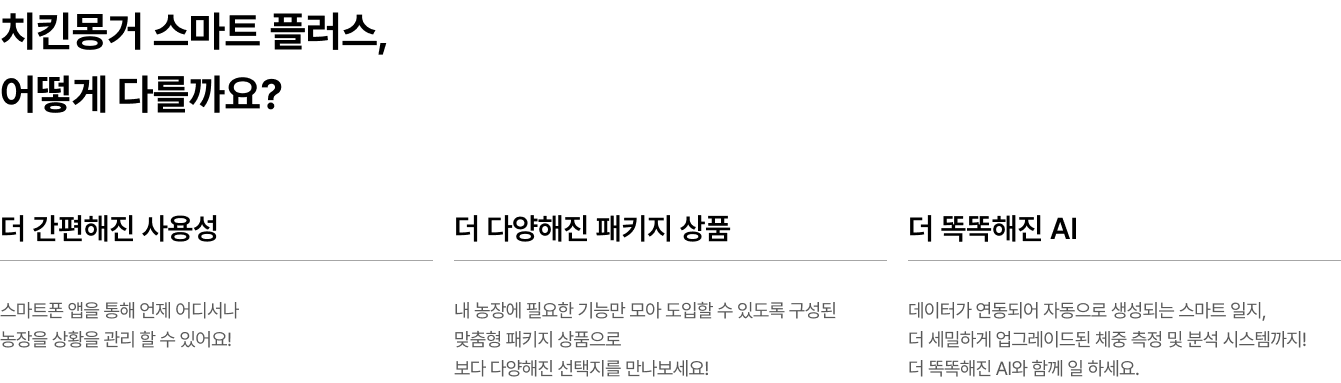 치킨몽거 스마트 플러스,
어떻게 다를까요?
더 간편해진 사용성
스마트폰 앱을 통해 언제 어디서나
농장을 상황을 관리 할 수 있어요!
더 다양해진 패키지 상품
내 농장에 필요한 기능만 모아 도입할 수 있도록 구성된
맞춤형 패키지 상품으로
보다 다양해진 선택지를 만나보세요!
더 똑똑해진 AI
데이터가 연동되어 자동으로 생성되는 스마트 일지,
더 세밀하게 업그레이드된 체중 측정 및 분석 시스템까지!
더 똑똑해진 AI와 함께 일 하세요.